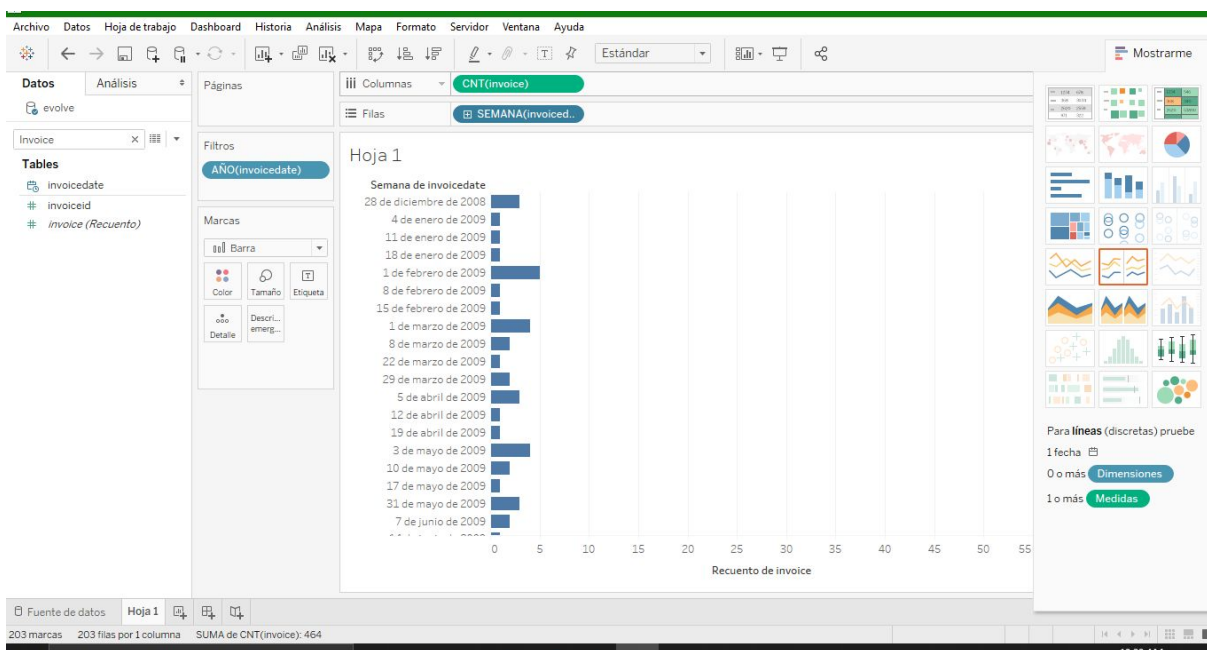 Archivo Datos Hoja de trabajo Dashboard Historia Análisis Mapa Formato Servidor Ventana Ayuda
Estándar
Mostrarme
Datos Análisis
evolve
Invoice
Tables
invoicedate
# invoiceid
# invoice (Recuento)
Páginas
Filtros
AÑO(invoicedate)
Marcas
Barra
Color Tamaño Etiqueta
Detalle Descri... emerg...
Columnas CNT(invoice)
Filas SEMANA(invoiced..
Hoja 1
Semana de invoicedate
28 de diciembre de 2008
4 de enero de 2009
11 de enero de 2009
18 de enero de 2009
1 de febrero de 2009
8 de febrero de 2009
15 de febrero de 2009
1 de marzo de 2009
8 de marzo de 2009
22 de marzo de 2009
29 de marzo de 2009
5 de abril de 2009
12 de abril de 2009
19 de abril de 2009
3 de mayo de 2009
10 de mayo de 2009
17 de mayo de 2009
31 de mayo de 2009
7 de junio de 2009
0 5 10 15 20 25 30 35 40 45 50 55
Recuento de invoice
Para líneas (discretas) pruebe
1 fecha
0 o más Dimensiones
1 o más Medidas
Fuente de datos Hoja 1
203 marcas 203 filas por 1 columna SUMA de CNT(invoice): 464